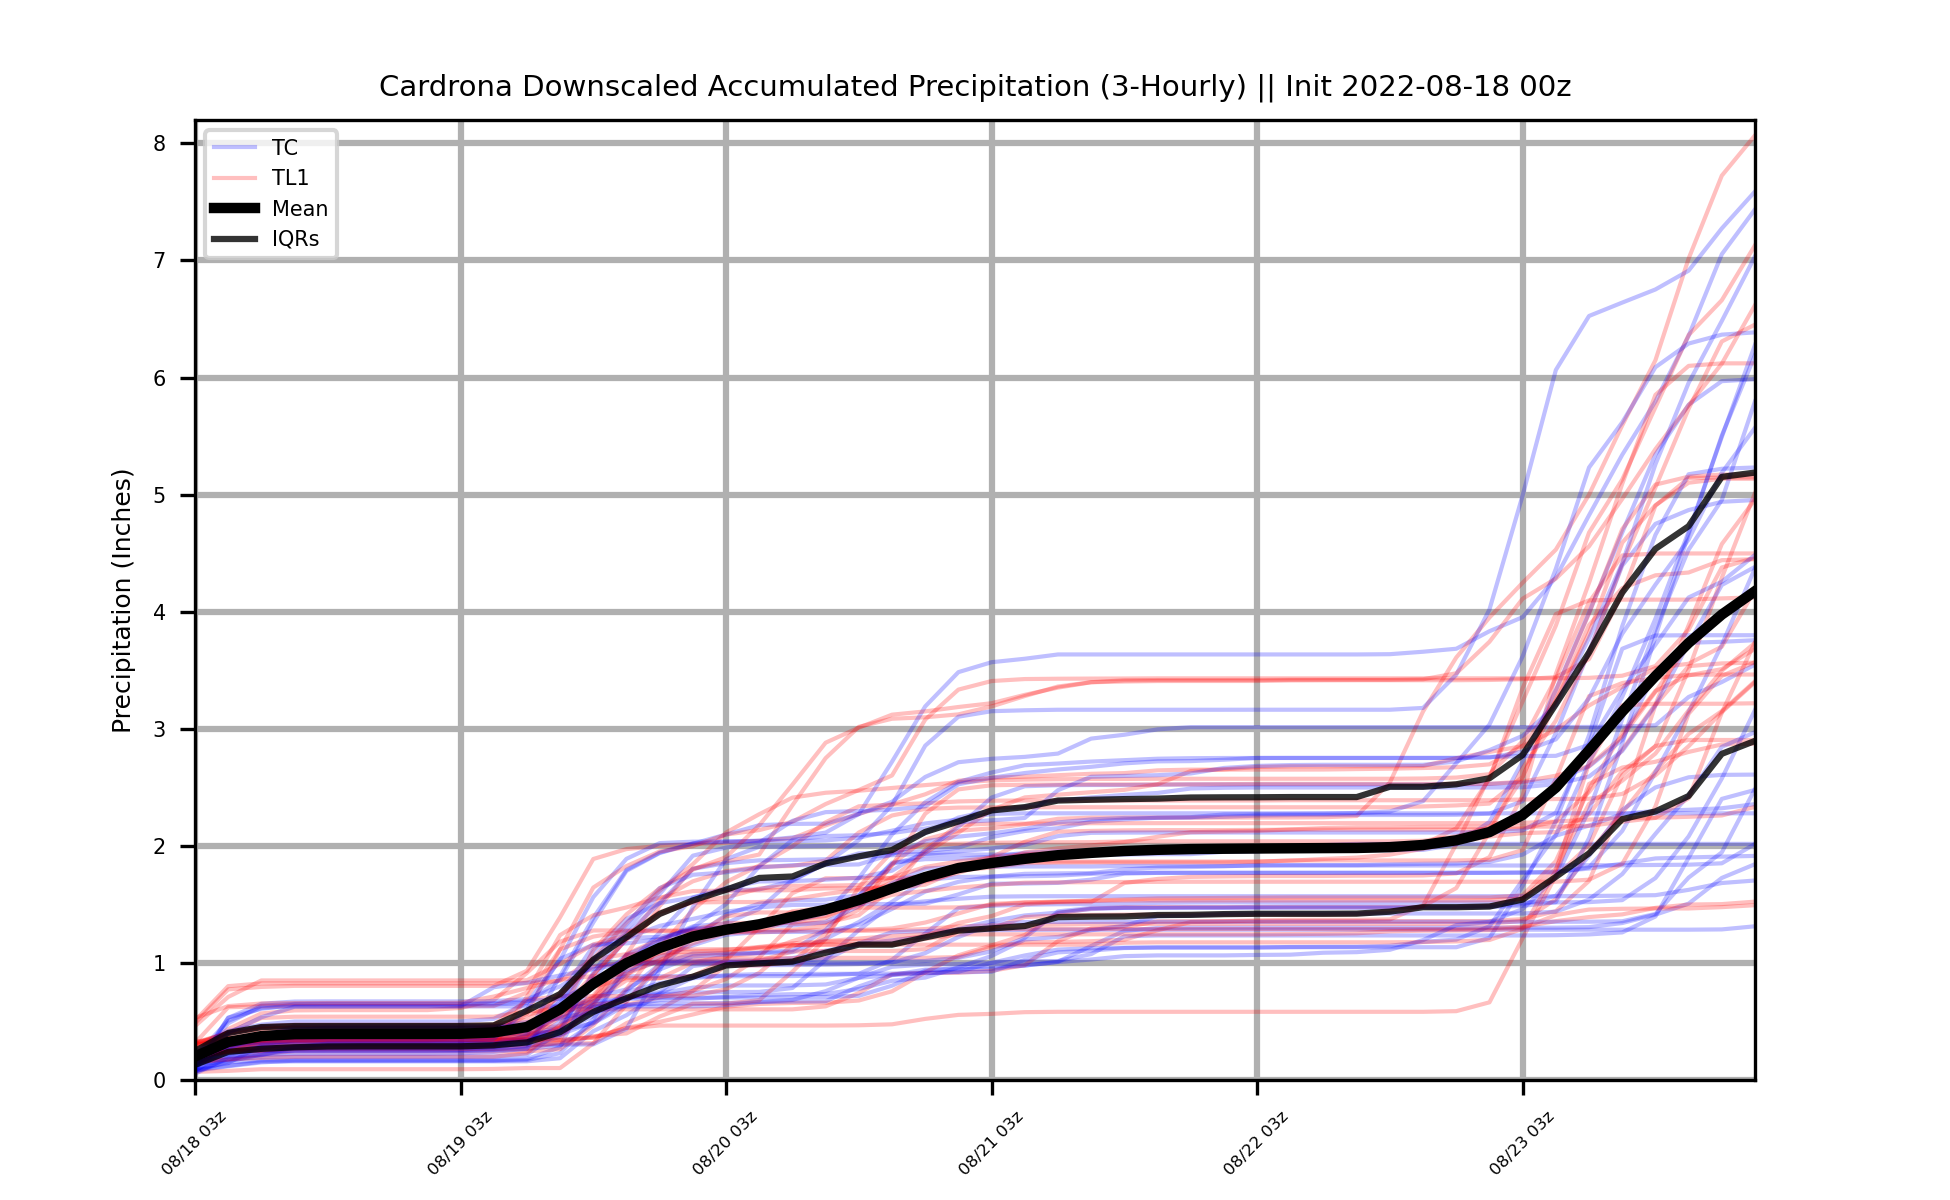 Cardrona Downscaled Accumulated Precipitation (3-Hourly) || Init 2022-08-18 00z
TC
TL1
Mean
IQRs
Precipitation (Inches)
8
7
6
5
4
3
2
1
0
08/18 03z
08/19 03z
08/20 03z
08/21 03z
08/22 03z
08/23 03z